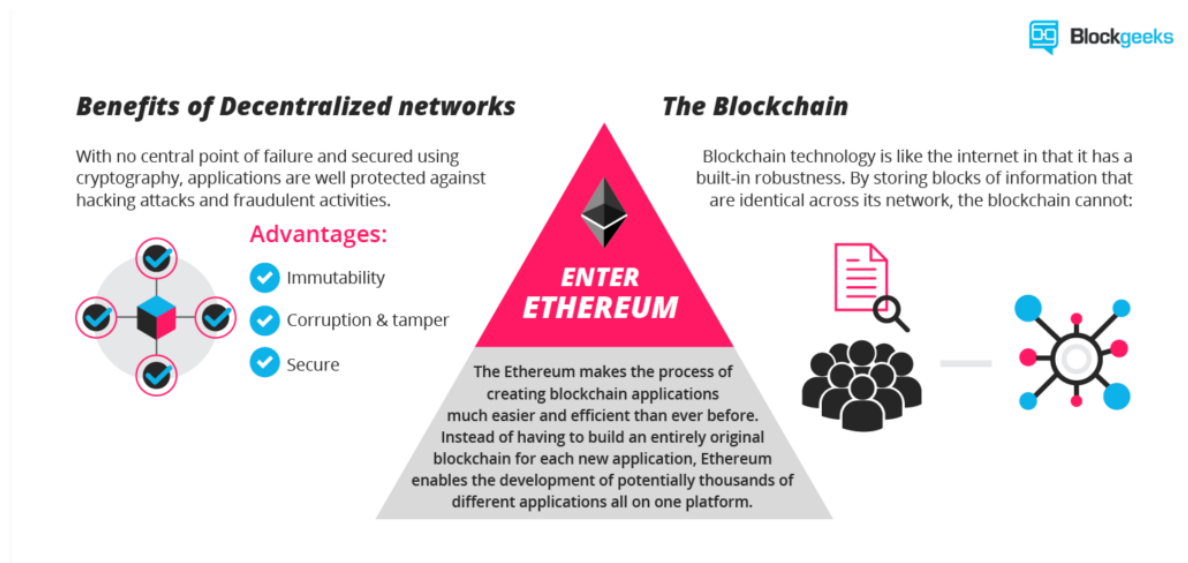 Blockgeeks
Benefits of Decentralized networks
With no central point of failure and secured using
cryptography, applications are well protected against
hacking attacks and fraudulent activities.
Advantages:
Immutability
Corruption & tamper
Secure
ENTER
ETHEREUM
The Ethereum makes the process of
creating blockchain applications
much easier and efficient than ever before.
Instead of having to build an entirely original
blockchain for each new application, Ethereum
enables the development of potentially thousands of
different applications all on one platform.
The Blockchain
Blockchain technology is like the internet in that it has a
built-in robustness. By storing blocks of information that
are identical across its network, the blockchain cannot: